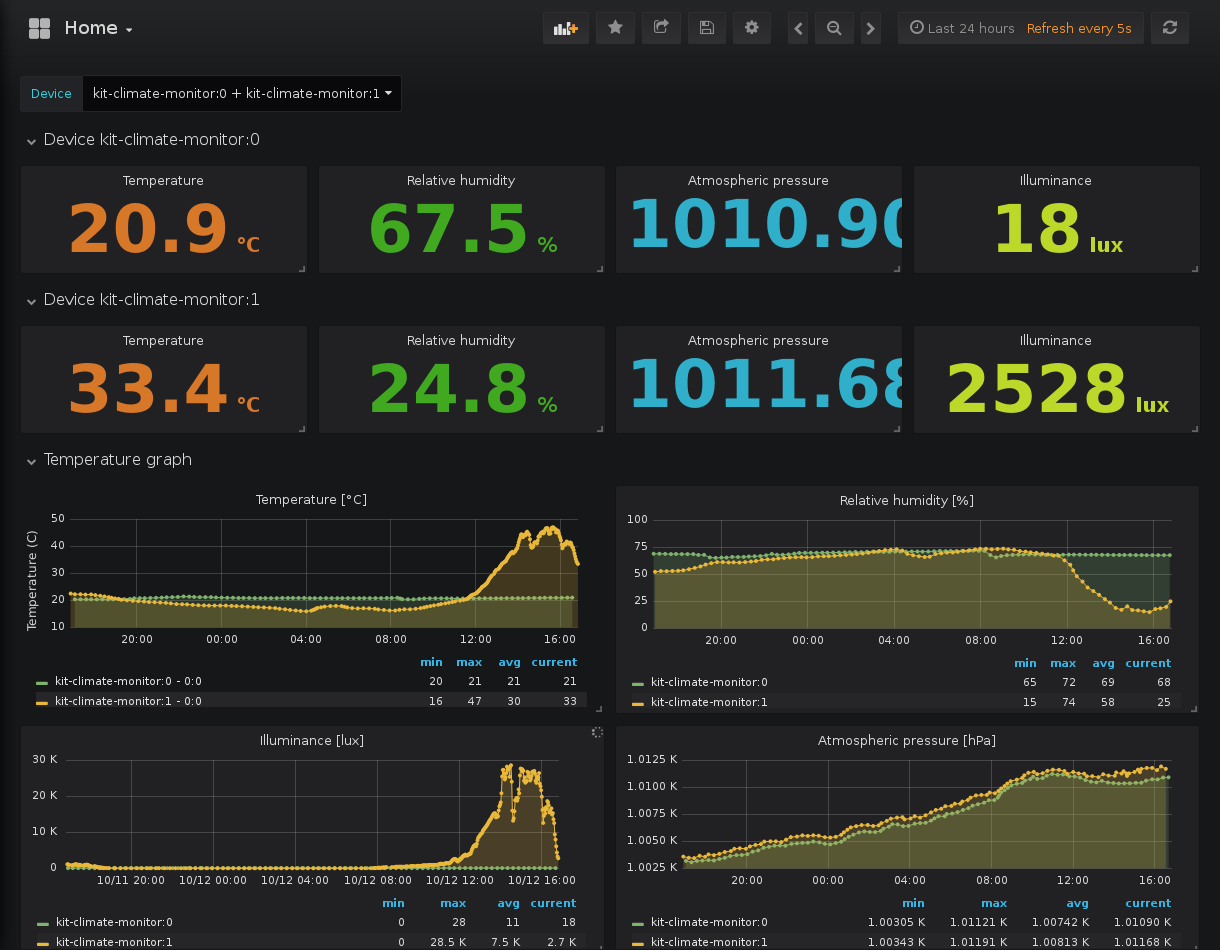 Home
Last 24 hours Refresh every 5s
Device kit-climate-monitor:0 + kit-climate-monitor:1
Device kit-climate-monitor:0
Temperature Relative humidity Atmospheric pressure Illuminance
20.9 °C 67.5 % 1010.90 18 lux
Device kit-climate-monitor:1
Temperature Relative humidity Atmospheric pressure Illuminance
33.4 °C 24.8 % 1011.68 2528 lux
Temperature graph
Temperature [°C]
Temperature (C)
50
40
30
20
10
20:00 00:00 04:00 08:00 12:00 16:00
min max avg current
kit-climate-monitor:0 - 0:0 20 21 21 21
kit-climate-monitor:1 - 0:0 16 47 30 33
Relative humidity [%]
100
75
50
25
0
20:00 00:00 04:00 08:00 12:00 16:00
min max avg current
kit-climate-monitor:0 65 72 69 68
kit-climate-monitor:1 15 74 58 25
Illuminance [lux]
30 K
20 K
10 K
0
10/11 20:00 10/12 00:00 10/12 04:00 10/12 08:00 10/12 12:00 10/12 16:00
min max avg current
kit-climate-monitor:0 0 28 11 18
kit-climate-monitor:1 0 28.5 K 7.5 K 2.7 K
Atmospheric pressure [hPa]
1.0125 K
1.0100 K
1.0075 K
1.0050 K
1.0025 K
20:00 00:00 04:00 08:00 12:00 16:00
min max avg current
kit-climate-monitor:0 1.00305 K 1.01121 K 1.00742 K 1.01090 K
kit-climate-monitor:1 1.00343 K 1.01191 K 1.00813 K 1.01168 K